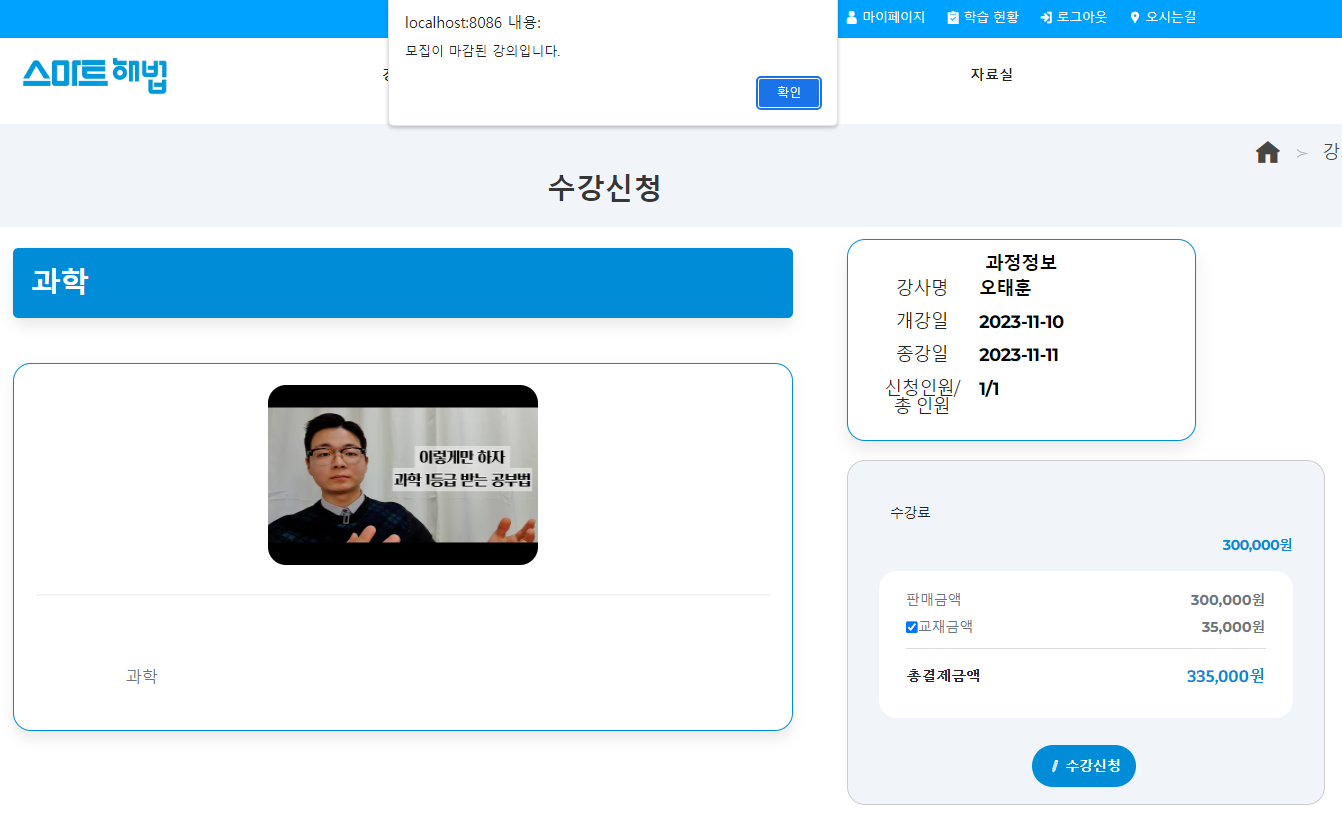 localhost:8086 내용:
모집이 마감된 강의입니다.
확인
마이페이지 학습 현황 로그아웃 오시는길
스마트해법
자료실
수강신청
과학
과정정보
강사명 오태훈
개강일 2023-11-10
종강일 2023-11-11
신청인원/ 1/1
총 인원
이렇게만 하자
과학 1등급 받는 공부법
과학
수강료
300,000원
판매금액 300,000원
교재금액 35,000원
총결제금액 335,000원
수강신청